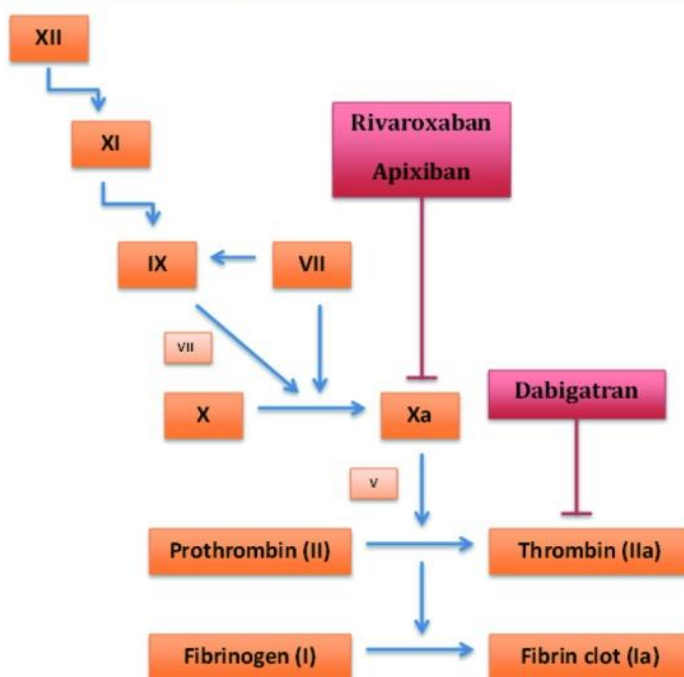 XII
XI
Rivaroxaban
Apixiban
IX
VII
VII
X
Xa
Dabigatran
V
Prothrombin (II)
Thrombin (IIa)
Fibrinogen (I)
Fibrin clot (Ia)